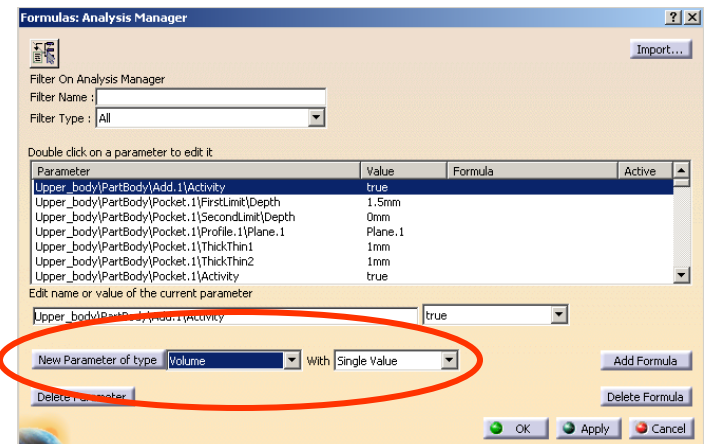 Formulas: Analysis Manager
Import...
Filter On Analysis Manager
Filter Name :
Filter Type : All
Double click on a parameter to edit it
Parameter Value Formula Active
Upper_body\PartBody\Add.1\Activity true
Upper_body\PartBody\Pocket.1\FirstLimit\Depth 1.5mm
Upper_body\PartBody\Pocket.1\SecondLimit\Depth 0mm
Upper_body\PartBody\Pocket.1\Profile.1\Plane.1 Plane.1
Upper_body\PartBody\Pocket.1\ThickThin1 1mm
Upper_body\PartBody\Pocket.1\ThickThin2 1mm
Upper_body\PartBody\Pocket.1\Activity true
Edit name or value of the current parameter
Upper_body\PartBody\Add.1\Activity true
New Parameter of type Volume With Single Value Add Formula
Delete Parameter Delete Formula
OK Apply Cancel